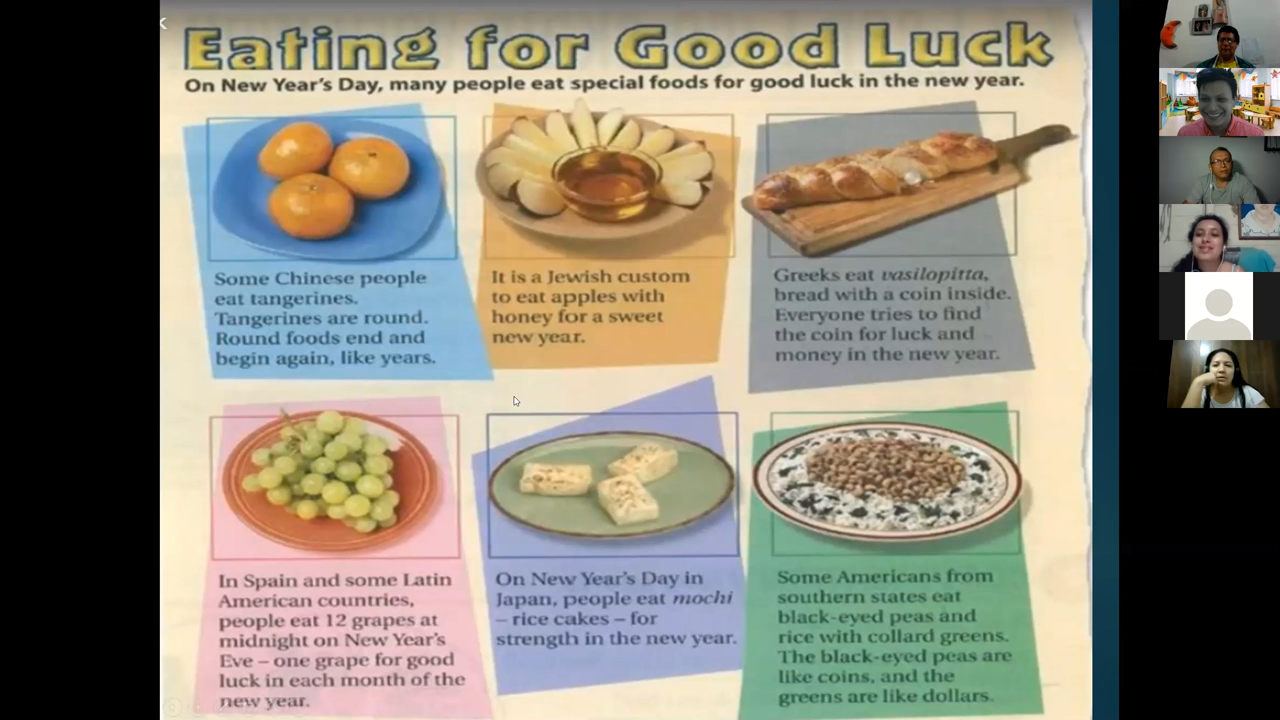 Eating for Good Luck
On New Year's Day, many people eat special foods for good luck in the new year.
Some Chinese people
eat tangerines.
Tangerines are round.
Round foods end and
begin again, like years.
It is a Jewish custom
to eat apples with
honey for a sweet
new year.
Greeks eat vasilopitta,
bread with a coin inside.
Everyone tries to find
the coin for luck and
money in the new year.
In Spain and some Latin
American countries,
people eat 12 grapes at
midnight on New Year's
Eve – one grape for good
luck in each month of the
new year.
On New Year's Day in
Japan, people eat mochi
– rice cakes – for
strength in the new year.
Some Americans from
southern states eat
black-eyed peas and
rice with collard greens.
The black-eyed peas are
like coins, and the
greens are like dollars.